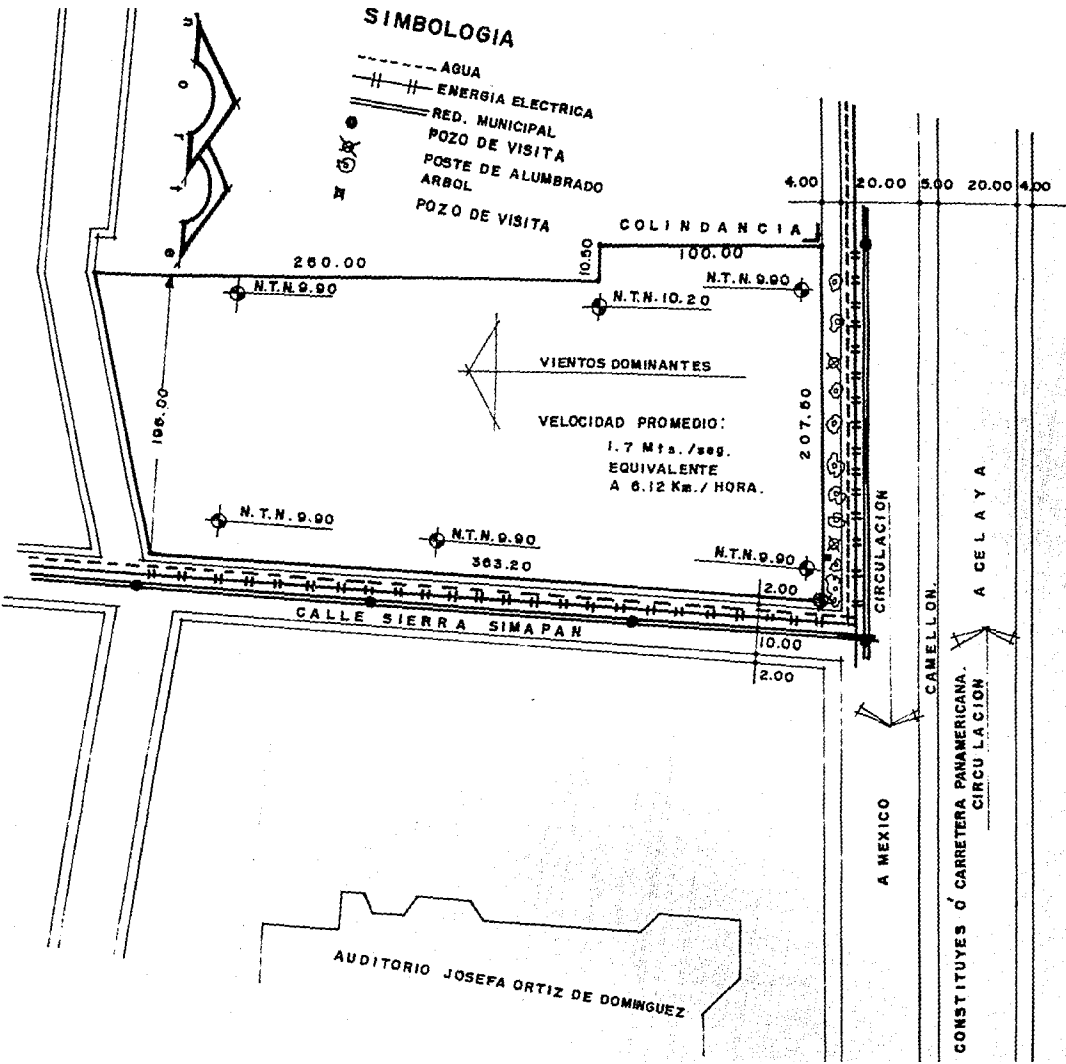 SIMBOLOGIA
AGUA
ENERGIA ELECTRICA
RED. MUNICIPAL
POZO DE VISITA
POSTE DE ALUMBRADO
ARBOL
POZO DE VISITA
norte
4.00 20.00 5.00 20.00 4.00
COLINDANCIA
100.00
10.50
260.00
N.T.N.9.90
N.T.N.10.20
N.T.N.9.90
VIENTOS DOMINANTES
VELOCIDAD PROMEDIO:
1.7 Mts./seg.
EQUIVALENTE
A 6.12 Km./HORA.
196.00
207.50
N.T.N.9.90
N.T.N.9.90
N.T.N.9.90
363.20
2.00
CALLE SIERRA SIMAPAN
10.00
2.00
CIRCULACION
A MEXICO
CAMELLON.
A CELAYA
CIRCULACION
CONSTITUYES Ó CARRETERA PANAMERICANA.
AUDITORIO JOSEFA ORTIZ DE DOMINGUEZ